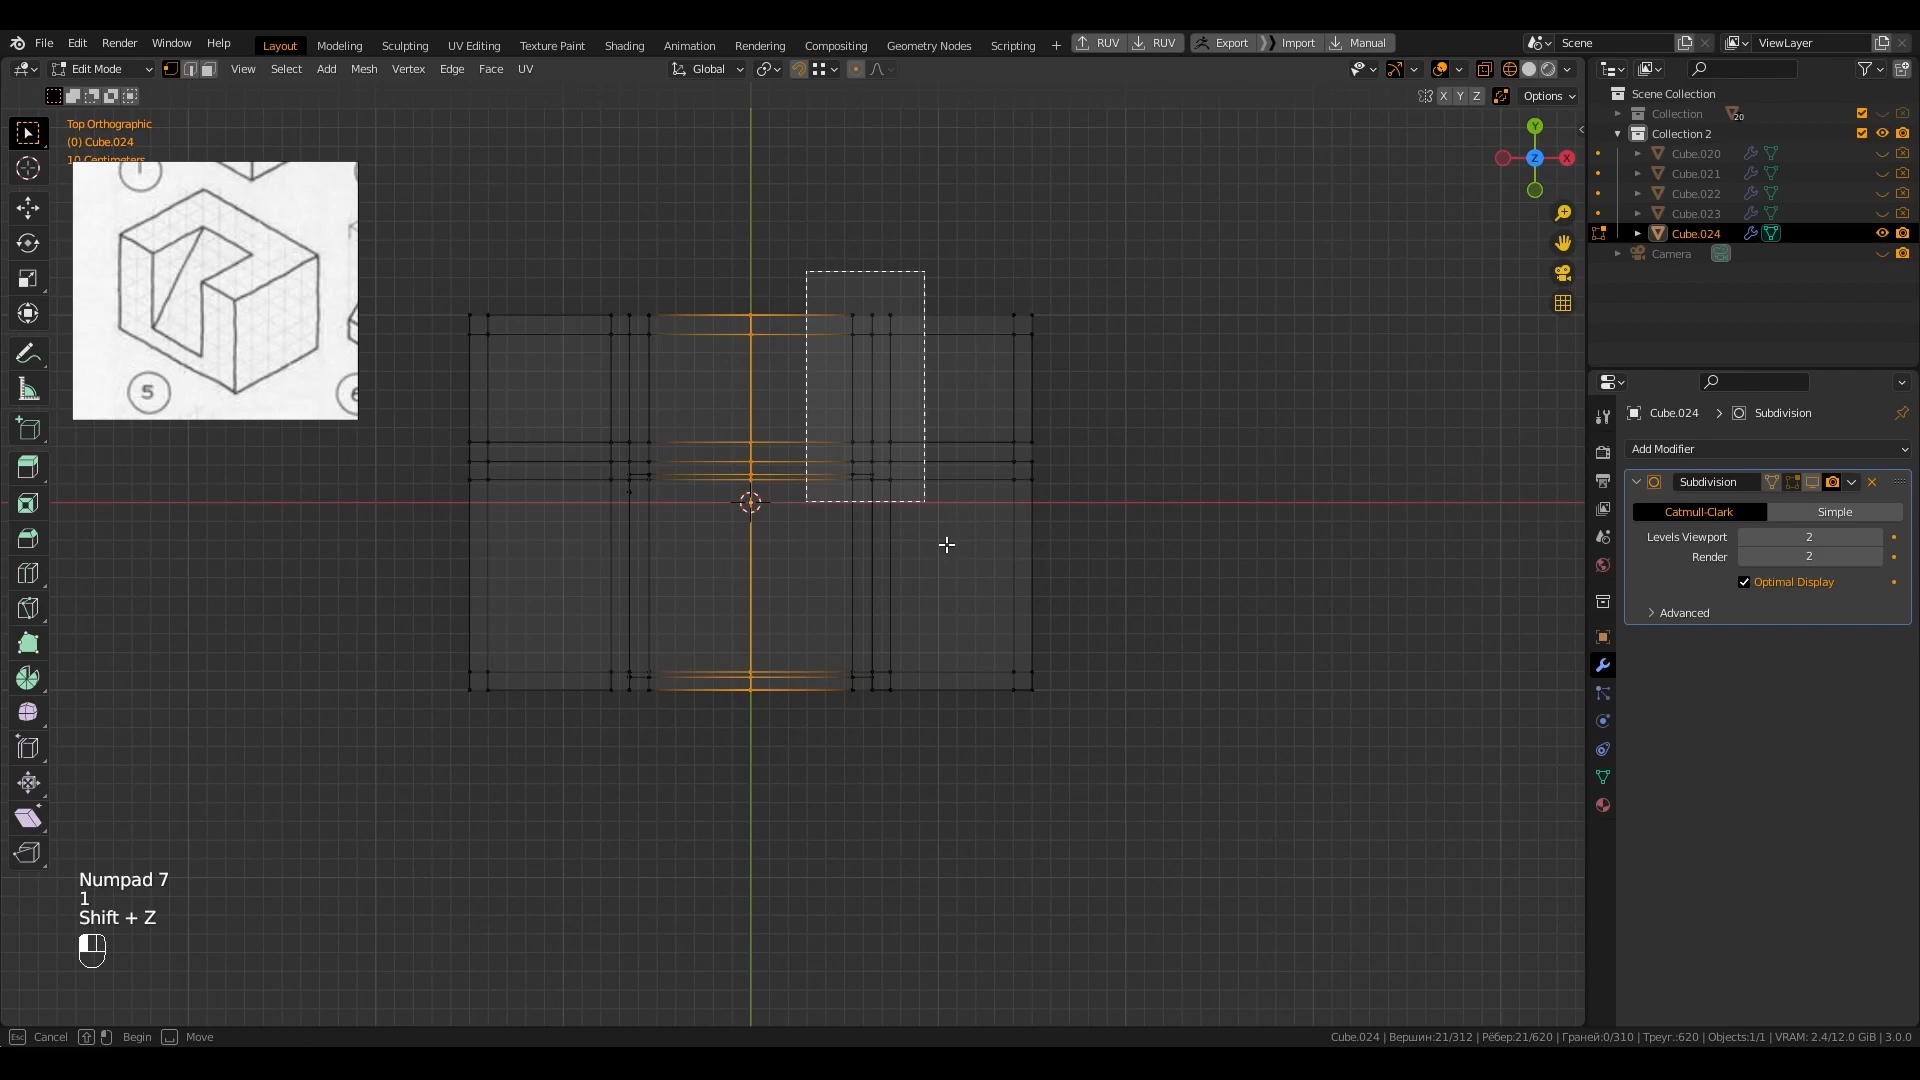 File Edit Render Window Help Layout Modeling Sculpting UV Editing Texture Paint Shading Animation Rendering Compositing Geometry Nodes Scripting + RUV RUV Export Import Manual Scene ViewLayer
Edit Mode View Select Add Mesh Vertex Edge Face UV Global
X Y Z Options
Scene Collection
Collection 20
Collection 2
Cube.020
Cube.021
Cube.022
Cube.023
Cube.024
Camera
Top Orthographic
(0) Cube.024
10 Centimeters
5
Y
Z X
Cube.024 > Subdivision
Add Modifier
Subdivision
Catmull-Clark Simple
Levels Viewport 2
Render 2
Optimal Display
Advanced
Numpad 7
1
Shift + Z
Esc Cancel Begin Move Cube.024 | Вершин:21/312 | Рёбер:21/620 | Граней:0/310 | Треуг.:620 | Objects:1/1 | VRAM: 2.4/12.0 GiB | 3.0.0